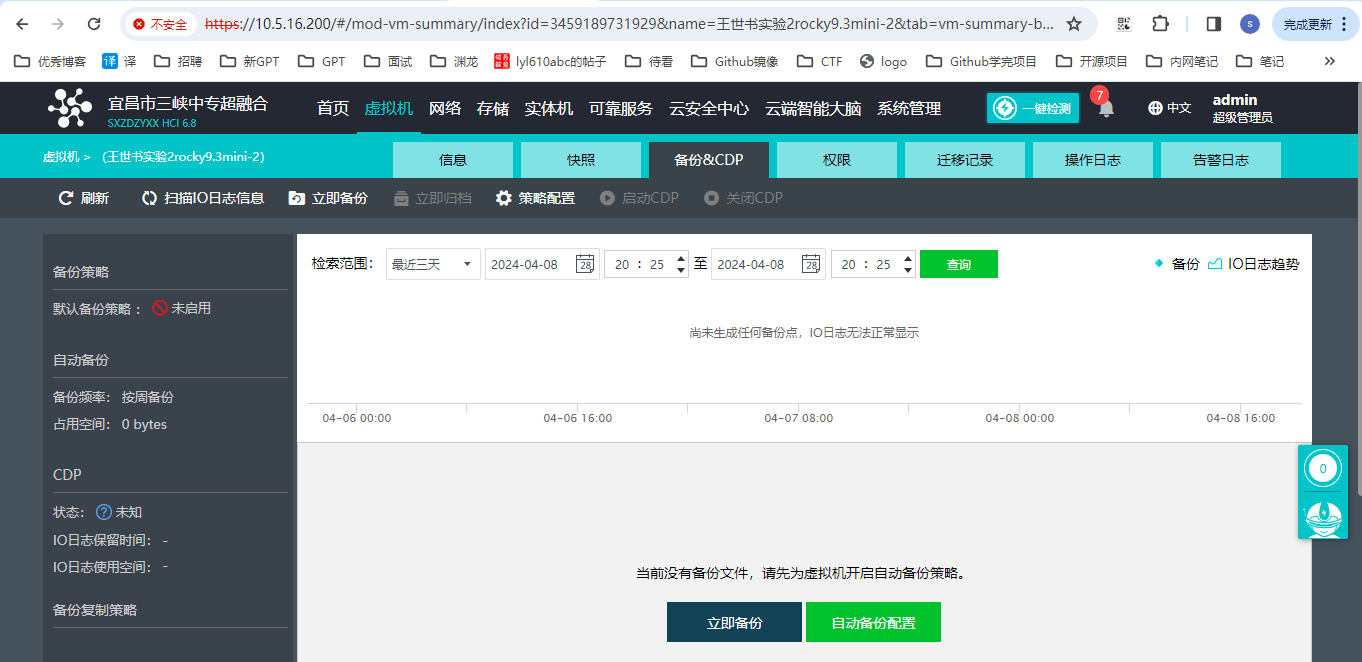 不安全 https://10.5.16.200/#/mod-vm-summary/index?id=3459189731929&name=王世书实验2rocky9.3mini-2&tab=vm-summary-b... S 完成更新
优秀博客 译 译 招聘 新GPT GPT 面试 渊龙 破吾解爱 lyl610abc的帖子 待看 Github镜像 CTF logo Github学完项目 开源项目 内网笔记 笔记 »
宜昌市三峡中专超融合
SXZDZYXX HCI 6.8
首页 虚拟机 网络 存储 实体机 可靠服务 云安全中心 云端智能大脑 系统管理 一键检测 7 中文
admin
超级管理员
虚拟机 > (王世书实验2rocky9.3mini-2) 信息 快照 备份&CDP 权限 迁移记录 操作日志 告警日志
刷新 扫描IO日志信息 立即备份 立即归档 策略配置 启动CDP 关闭CDP
备份策略
默认备份策略： 未启用
自动备份
备份频率： 按周备份
占用空间： 0 bytes
CDP
状态： ? 未知
IO日志保留时间： -
IO日志使用空间： -
备份复制策略
检索范围： 最近三天 2024-04-08 28 20 : 25 至 2024-04-08 28 20 : 25 查询 备份 IO日志趋势
尚未生成任何备份点，IO日志无法正常显示
04-06 00:00 04-06 16:00 04-07 08:00 04-08 00:00 04-08 16:00
0
当前没有备份文件，请先为虚拟机开启自动备份策略。
立即备份 自动备份配置